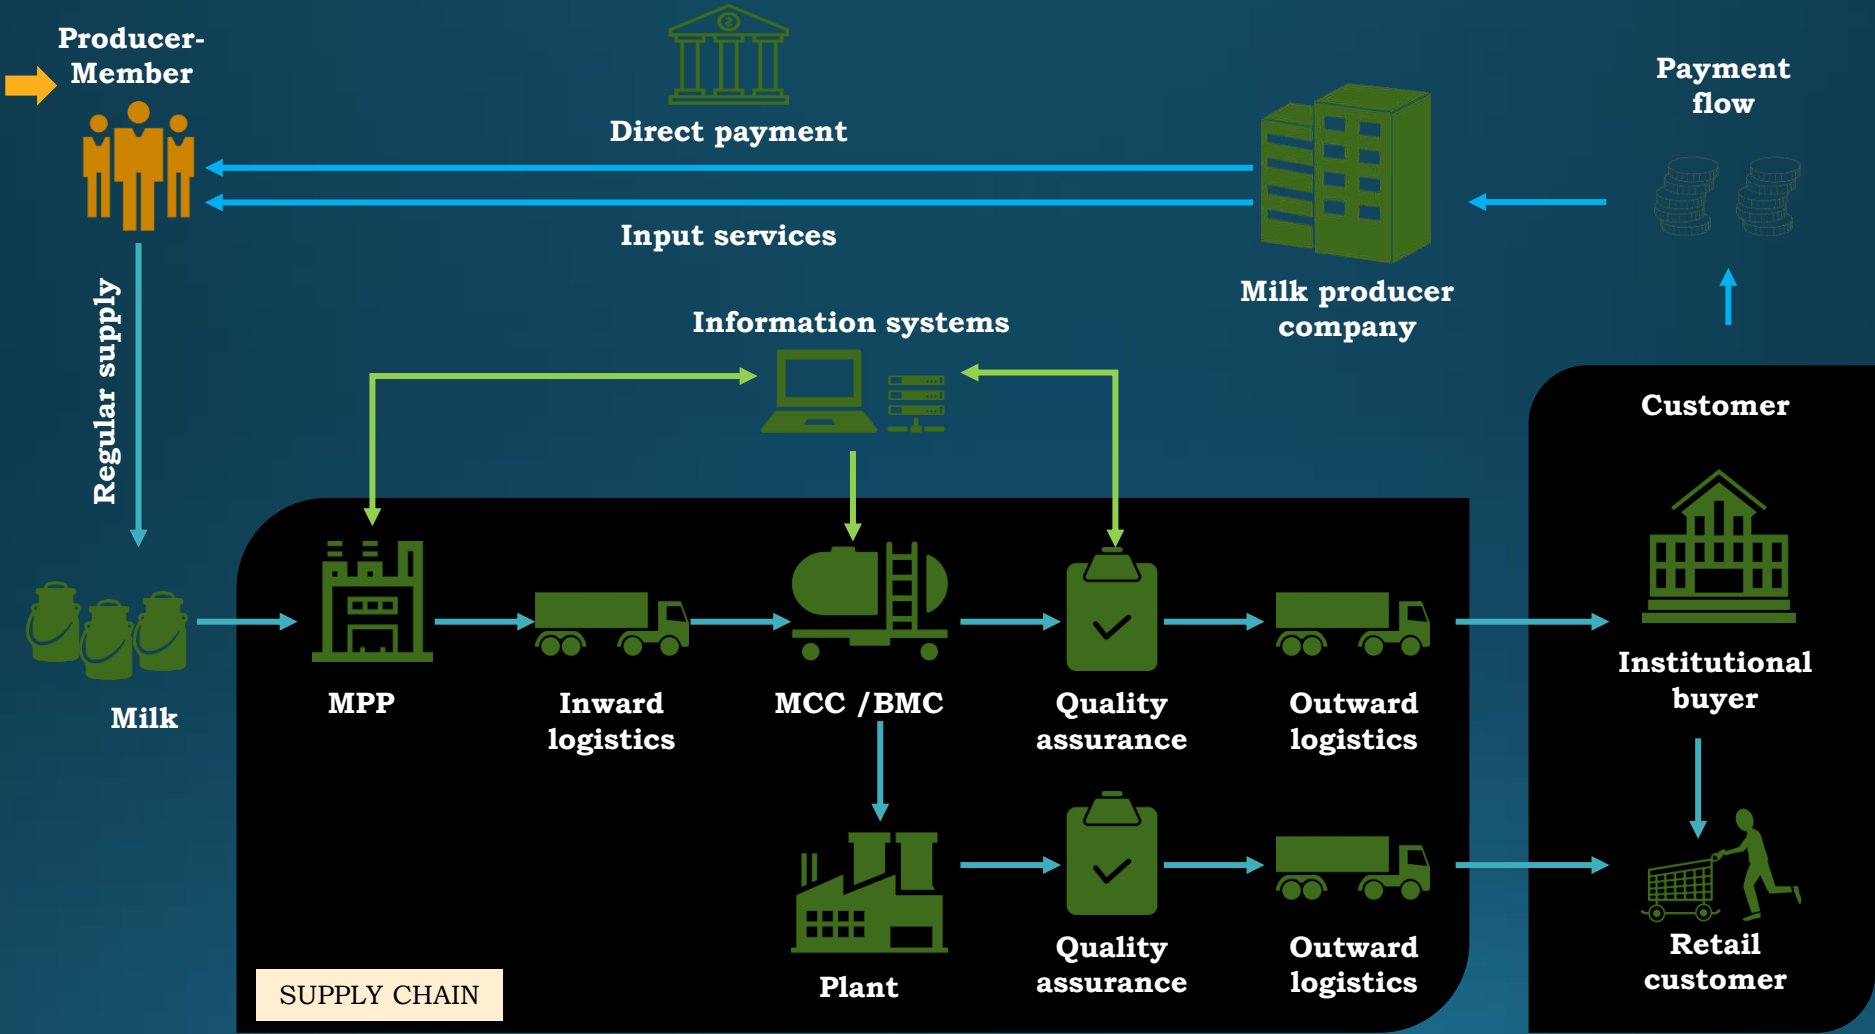 Producer-
Member
Direct payment
Input services
Payment
flow
Milk producer
company
Information systems
Regular supply
Customer
Institutional
buyer
Milk
MPP
Inward
logistics
MCC /BMC
Quality
assurance
Outward
logistics
Plant
Quality
assurance
Outward
logistics
Retail
customer
SUPPLY CHAIN